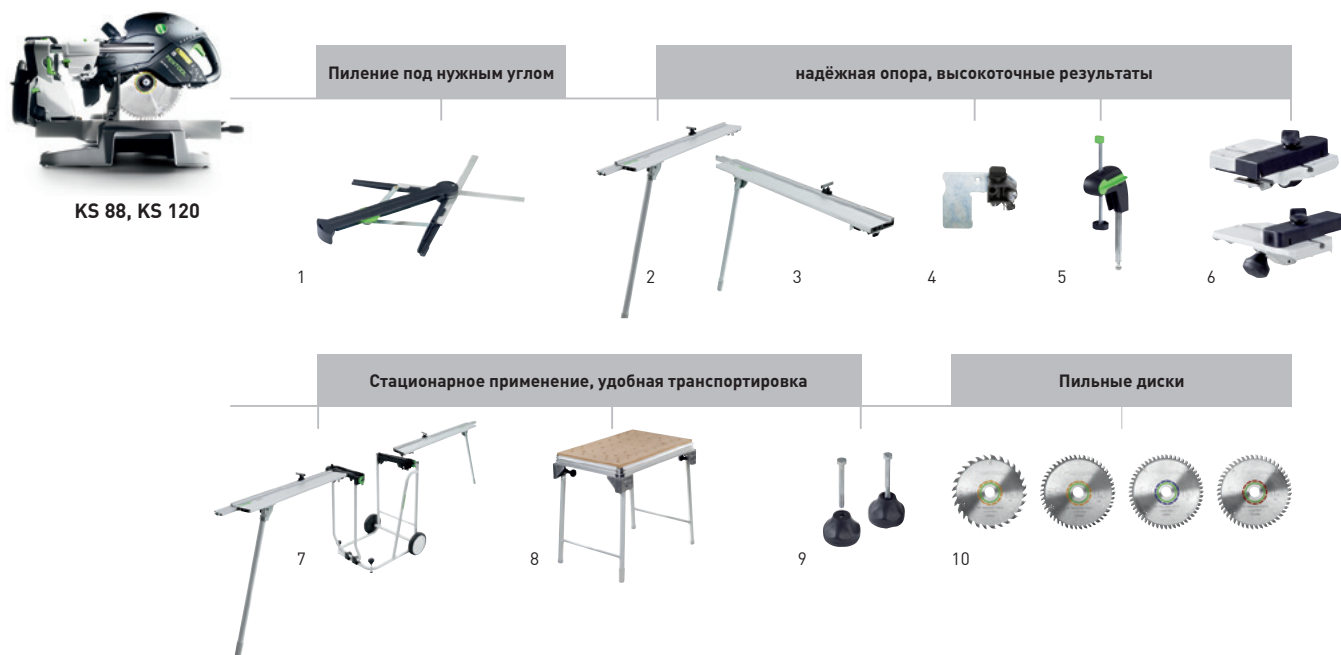 Пиление под нужным углом
надёжная опора, высокоточные результаты
KS 88, KS 120
1
2
3
4
5
6
Стационарное применение, удобная транспортировка
Пильные диски
7
8
9
10